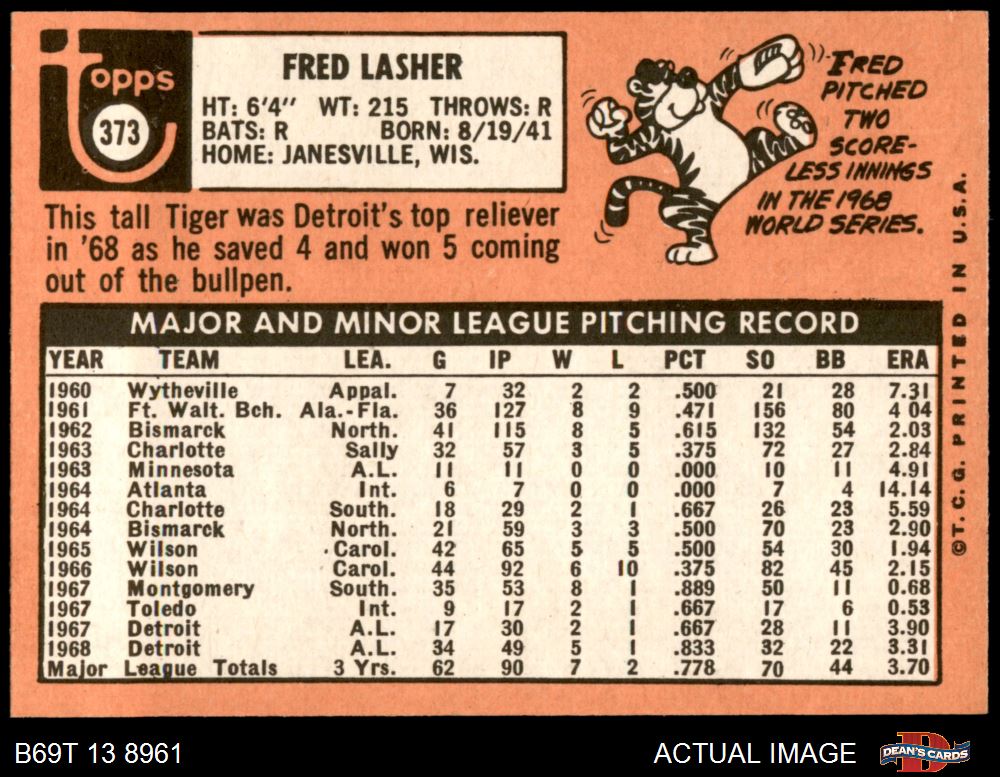 topps
373
FRED LASHER
HT: 6'4" WT: 215 THROWS: R
BATS: R BORN: 8/19/41
HOME: JANESVILLE, WIS.
FRED
PITCHED
TWO
SCORE-
LESS INNINGS
IN THE 1968
WORLD SERIES.
This tall Tiger was Detroit's top reliever
in '68 as he saved 4 and won 5 coming
out of the bullpen.
MAJOR AND MINOR LEAGUE PITCHING RECORD
YEAR TEAM LEA. G IP W L PCT SO BB ERA
1960 Wytheville Appal. 7 32 2 2 .500 21 28 7.31
1961 Ft. Walt. Bch. Ala.-Fla. 36 127 8 9 .471 156 80 4 04
1962 Bismarck North. 41 115 8 5 .615 132 54 2.03
1963 Charlotte Sally 32 57 3 5 .375 72 27 2.84
1963 Minnesota A.L. 11 11 0 0 .000 10 11 4.91
1964 Atlanta Int. 6 7 0 0 .000 7 4 14.14
1964 Charlotte South. 18 29 2 1 .667 26 23 5.59
1964 Bismarck North. 21 59 3 3 .500 70 23 2.90
1965 Wilson Carol. 42 65 5 5 .500 54 30 1.94
1966 Wilson Carol. 44 92 6 10 .375 82 45 2.15
1967 Montgomery South. 35 53 8 1 .889 50 11 0.68
1967 Toledo Int. 9 17 2 1 .667 17 6 0.53
1967 Detroit A.L. 17 30 2 1 .667 28 11 3.90
1968 Detroit A.L. 34 49 5 1 .833 32 22 3.31
Major League Totals 3 Yrs. 62 90 7 2 .778 70 44 3.70
©T.C.G. PRINTED IN U.S.A.
B69T 13 8961
ACTUAL IMAGE
D
DEAN'S CARDS